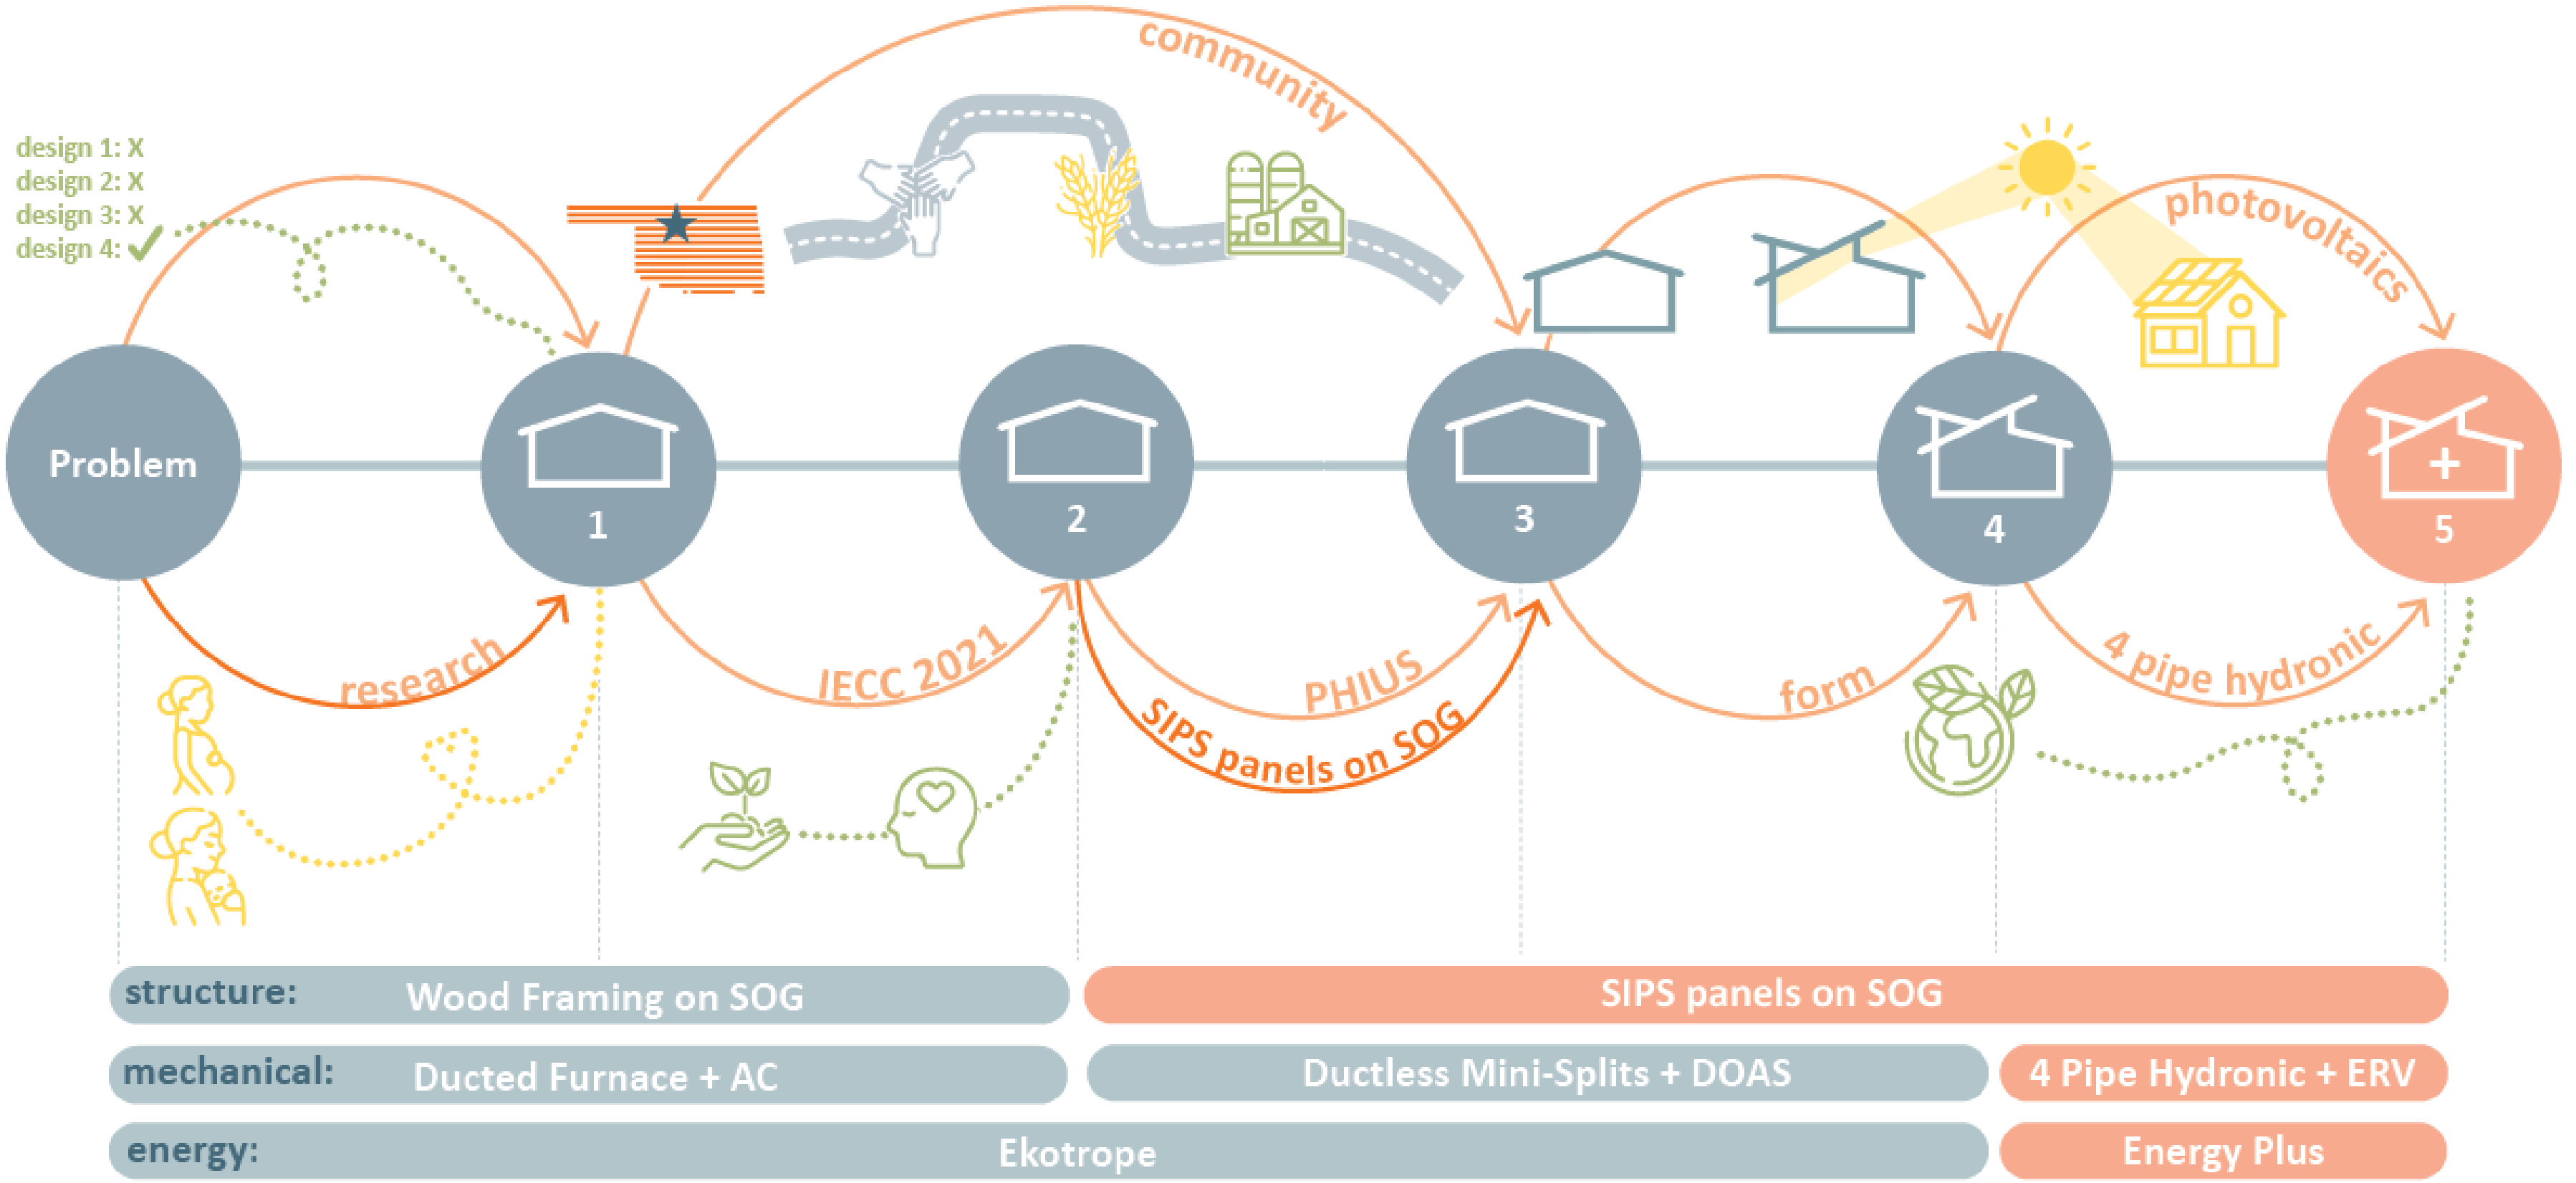 community
design 1: X
design 2: X
design 3: X
design 4:
photovoltaics
Problem
1
2
3
4
+
5
research
IECC 2021
PHIUS
SIPS panels on SOG
form
4 pipe hydronic
structure: Wood Framing on SOG
SIPS panels on SOG
mechanical: Ducted Furnace + AC
Ductless Mini-Splits + DOAS
4 Pipe Hydronic + ERV
energy: Ekotrope
Energy Plus